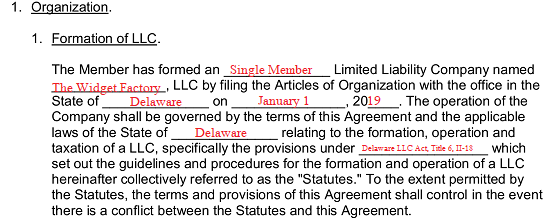 1. Organization.
1. Formation of LLC.
The Member has formed an Single Member Limited Liability Company named
The Widget Factory, LLC by filing the Articles of Organization with the office in the
State of Delaware on January 1, 2019. The operation of the
Company shall be governed by the terms of this Agreement and the applicable
laws of the State of Delaware relating to the formation, operation and
taxation of a LLC, specifically the provisions under Delaware LLC Act, Title 6, II-18 which
set out the guidelines and procedures for the formation and operation of a LLC
hereinafter collectively referred to as the "Statutes." To the extent permitted by
the Statutes, the terms and provisions of this Agreement shall control in the event
there is a conflict between the Statutes and this Agreement.